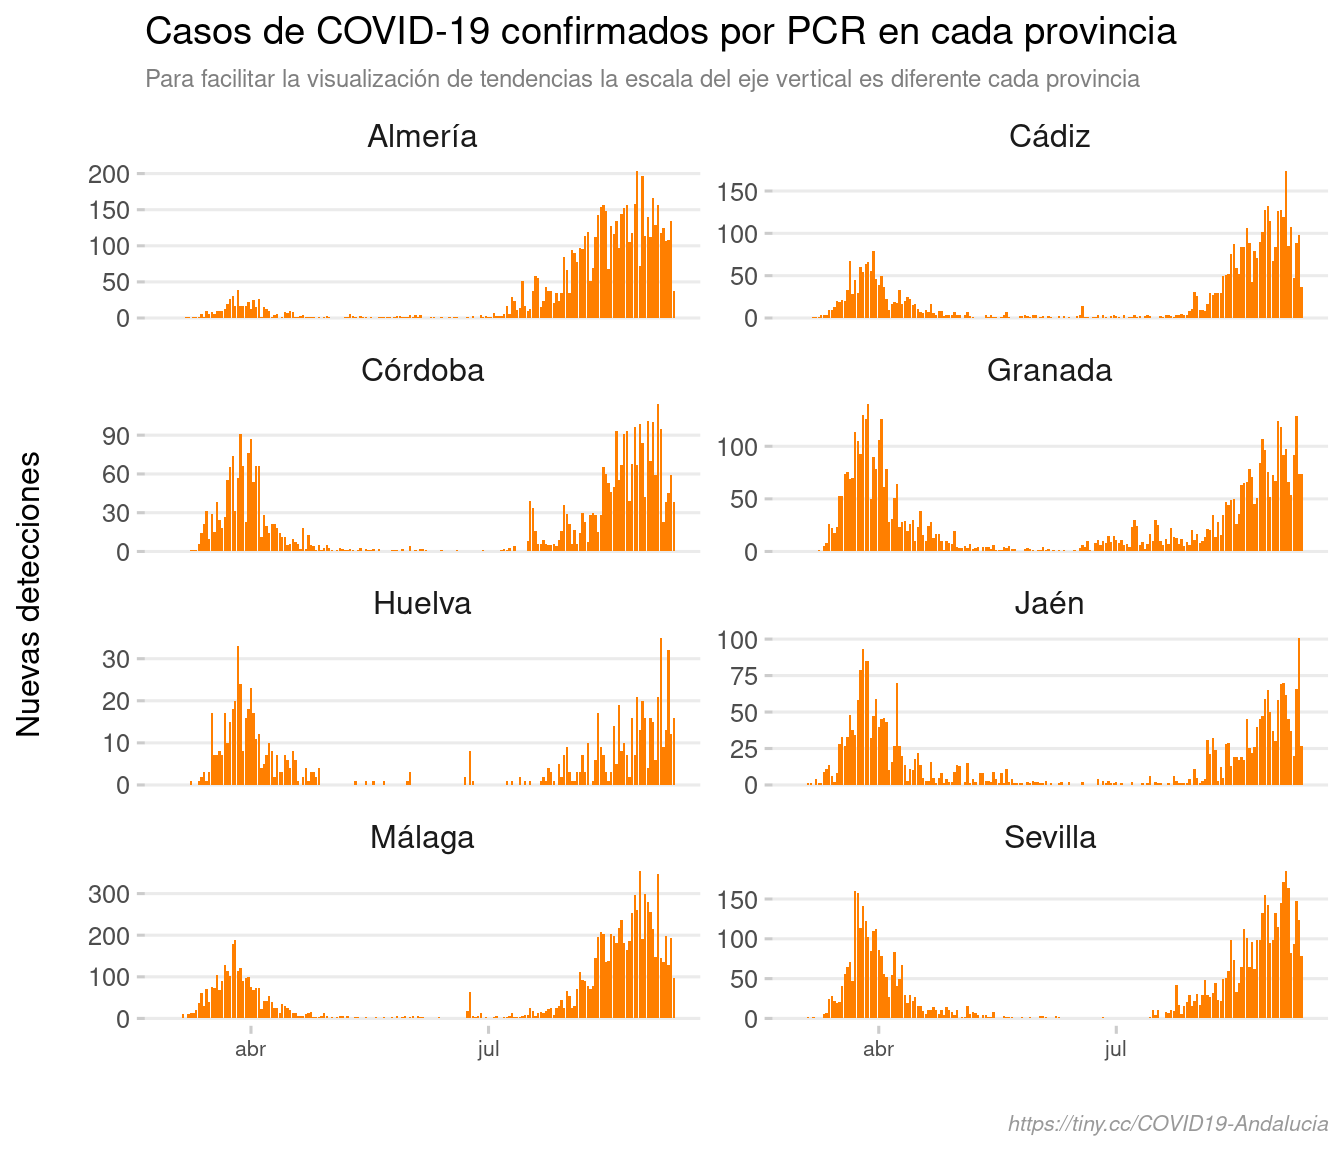 Casos de COVID-19 confirmados por PCR en cada provincia
Para facilitar la visualización de tendencias la escala del eje vertical es diferente cada provincia
Nuevas detecciones
Almería
200
150
100
50
0
Cádiz
150
100
50
0
Córdoba
90
60
30
0
Granada
100
50
0
Huelva
30
20
10
0
Jaén
100
75
50
25
0
Málaga
300
200
100
0
abr
jul
Sevilla
150
100
50
0
abr
jul
https://tiny.cc/COVID19-Andalucia